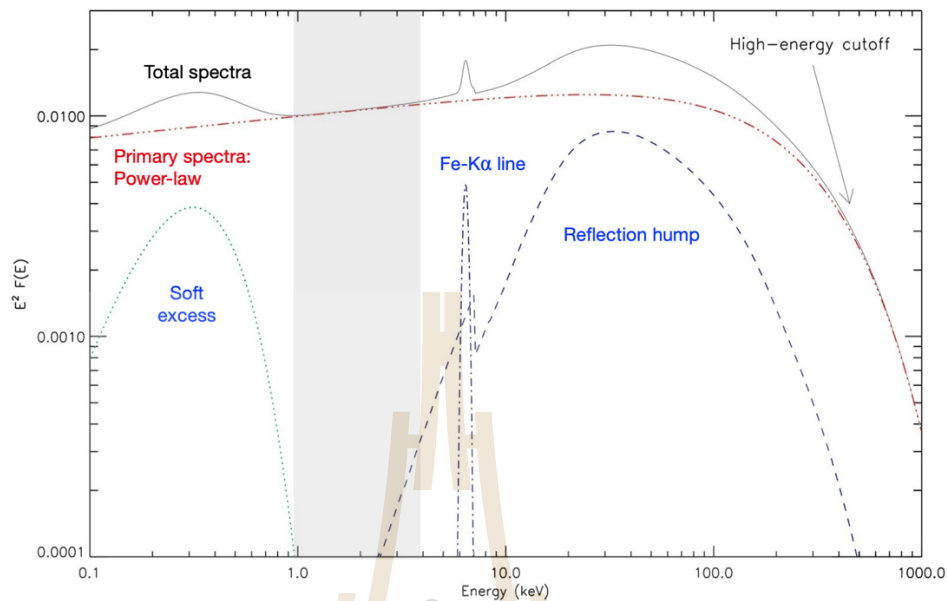 High-energy cutoff
Total spectra
0.0100
Primary spectra:
Power-law
Fe-Kα line
Reflection hump
Soft
excess
E² F(E)
0.0010
0.0001
0.1
1.0
10.0
100.0
1000.0
Energy (keV)